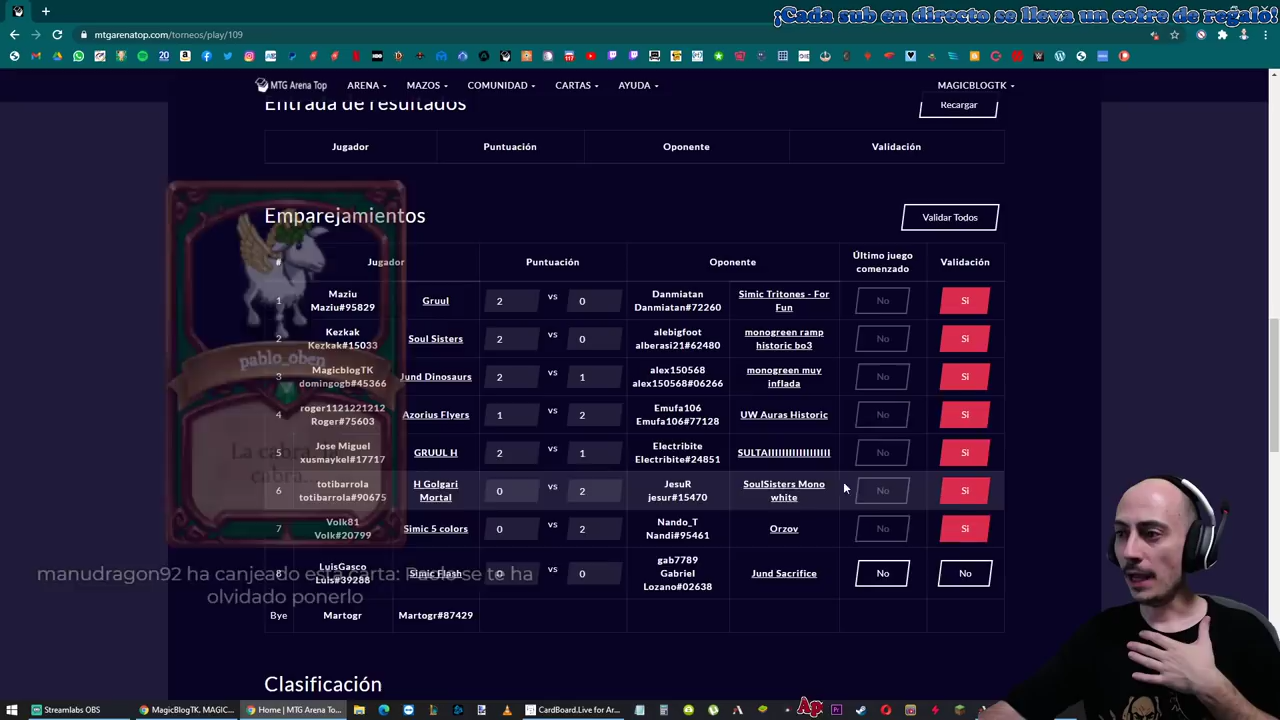 ¡Cada sub en directo se lleva un cofre de regalo!
mtgarenatop.com/torneos/play/109
MTG Arena Top ARENA MAZOS COMUNIDAD CARTAS AYUDA MAGICBLOGTK
Entrada de resultados Recargar
Jugador Puntuación Oponente Validación
Emparejamientos Validar Todos
# Jugador Puntuación Oponente Último juego comenzado Validación
1 Maziu Maziu#95829 Gruul 2 vs 0 Danmiatan Danmiatan#72260 Simic Tritones - For Fun No Si
2 Kezkak Kezkak#15033 Soul Sisters 2 vs 0 alebigfoot alberasi21#62480 monogreen ramp historic bo3 No Si
3 MagicblogTK domingogb#45366 Jund Dinosaurs 2 vs 1 alex150568 alex150568#06266 monogreen muy inflada No Si
4 roger1121221212 Roger#75603 Azorius Flyers 1 vs 2 Emufa106 Emufa106#77128 UW Auras Historic No Si
5 Jose Miguel xusmaykel#17717 GRUUL H 2 vs 1 Electribite Electribite#24851 SULTAIIIIIIIIIIIIIIIIII No Si
6 totibarrola totibarrola#90675 H Golgari Mortal 0 vs 2 JesuR jesur#15470 SoulSisters Mono white No Si
7 Volk81 Volk#20799 Simic 5 colors 0 vs 2 Nando_T Nandi#95461 Orzov No Si
8 LuisGasco Luis#39288 Simic Flash 0 vs 0 gab7789 Gabriel Lozano#02638 Jund Sacrifice No No
Bye Martogr Martogr#87429
pablo_oben
La cabra
cabra...
manudragon92 ha canjeado esta carta:
olvidado ponerlo
Clasificación
Streamlabs OBS MagicBlogTK, MAGIC... Home | MTG Arena To... CardBoard.Live for Ar...